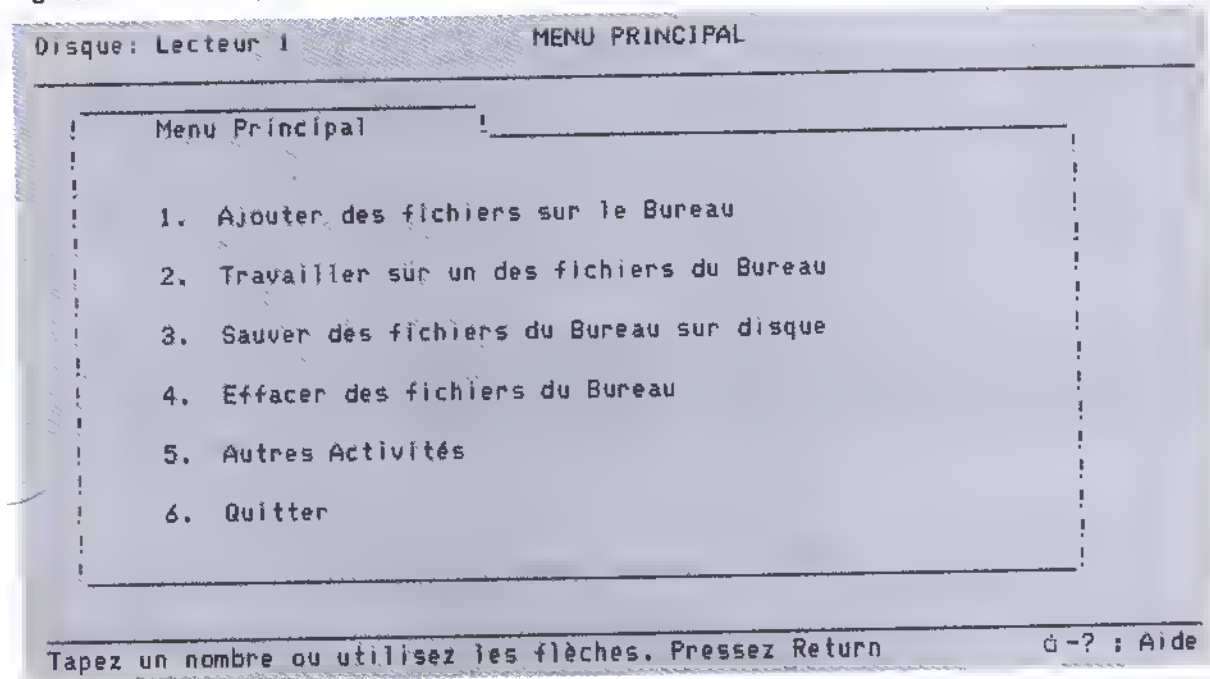 Disque: Lecteur 1 MENU PRINCIPAL
Menu Principal
1. Ajouter des fichiers sur le Bureau
2. Travailler sur un des fichiers du Bureau
3. Sauver des fichiers du Bureau sur disque
4. Effacer des fichiers du Bureau
5. Autres Activités
6. Quitter
Tapez un nombre ou utilisez les flèches. Pressez Return -? : Aide